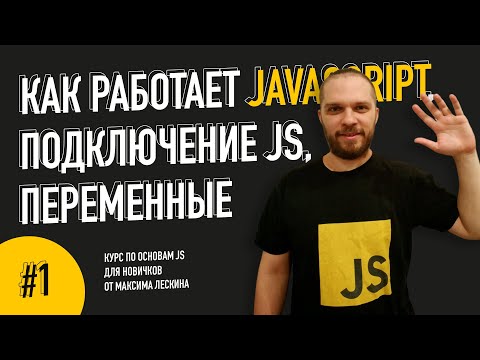 КАК РАБОТАЕТ JAVASCRIPT,
ПОДКЛЮЧЕНИЕ JS,
ПЕРЕМЕННЫЕ
#1
КУРС ПО ОСНОВАМ JS
ДЛЯ НОВИЧКОВ
ОТ МАКСИМА ЛЕСКИНА
JS